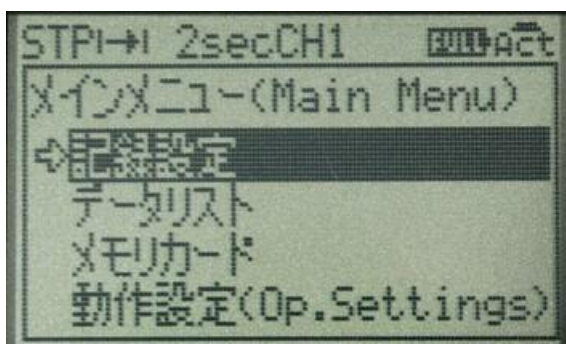 STP 2secCH1 FULL Act
メインメニュー(Main Menu)
記録設定
データリスト
メモリカード
動作設定(Op.Settings)